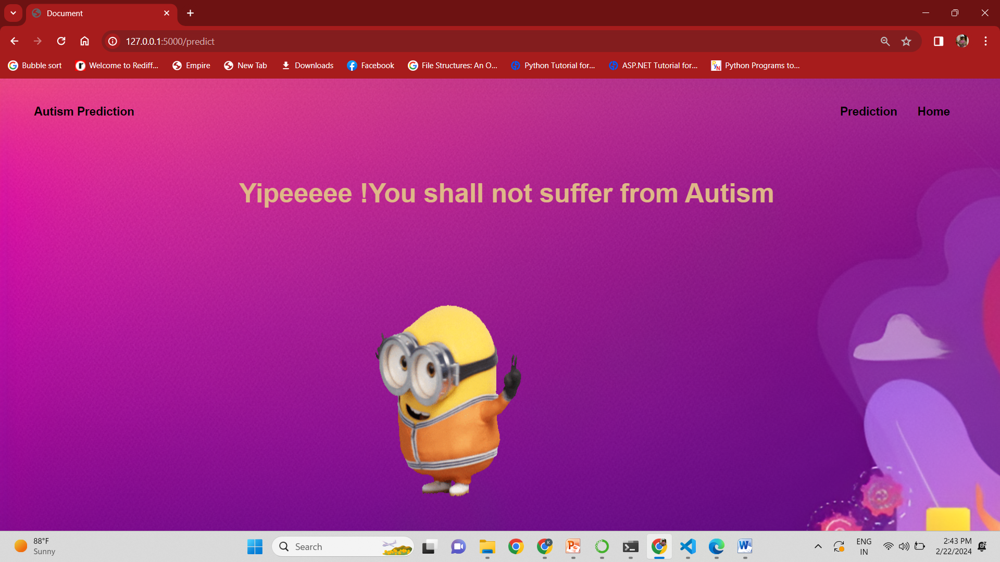 Document
127.0.0.1:5000/predict
Bubble sort
Welcome to Rediff...
Empire
New Tab
Downloads
Facebook
File Structures: An O...
Python Tutorial for...
ASP.NET Tutorial for...
Python Programs to...
Autism Prediction
Prediction
Home
Yipeeeee !You shall not suffer from Autism
88°F
Sunny
Search
ENG
IN
2:43 PM
2/22/2024